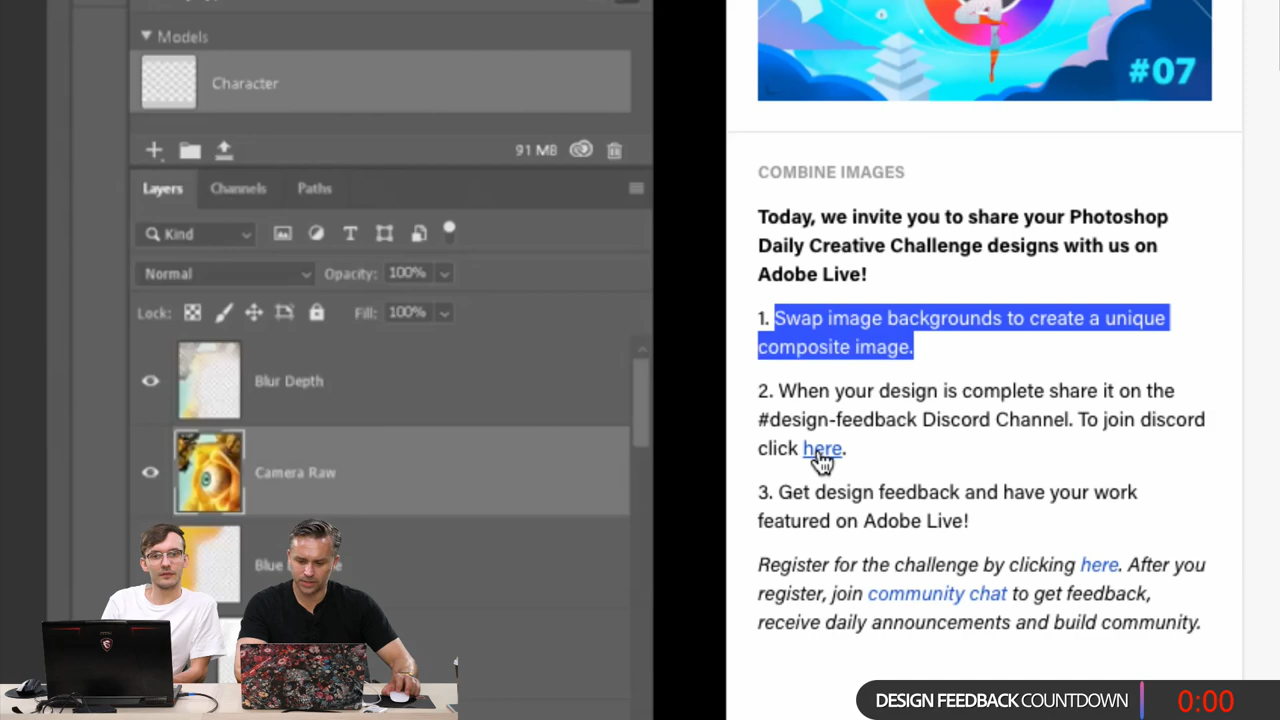 Models
Character
91 MB
Layers Channels Paths
Kind
Normal Opacity: 100%
Lock: Fill: 100%
Blur Depth
Camera Raw
#07
COMBINE IMAGES
Today, we invite you to share your Photoshop
Daily Creative Challenge designs with us on
Adobe Live!
1. Swap image backgrounds to create a unique
composite image.
2. When your design is complete share it on the
#design-feedback Discord Channel. To join discord
click here.
3. Get design feedback and have your work
featured on Adobe Live!
Register for the challenge by clicking here. After you
register, join community chat to get feedback,
receive daily announcements and build community.
DESIGN FEEDBACK COUNTDOWN 0:00